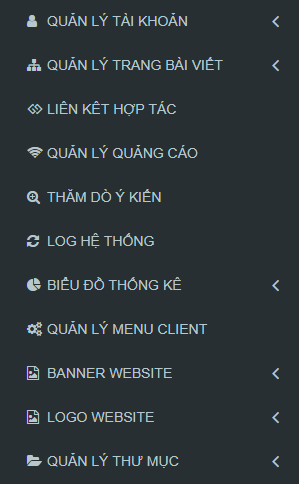 QUẢN LÝ TÀI KHOẢN
QUẢN LÝ TRANG BÀI VIẾT
LIÊN KẾT HỢP TÁC
QUẢN LÝ QUẢNG CÁO
THĂM DÒ Ý KIẾN
LOG HỆ THỐNG
BIỂU ĐỒ THỐNG KÊ
QUẢN LÝ MENU CLIENT
BANNER WEBSITE
LOGO WEBSITE
QUẢN LÝ THƯ MỤC